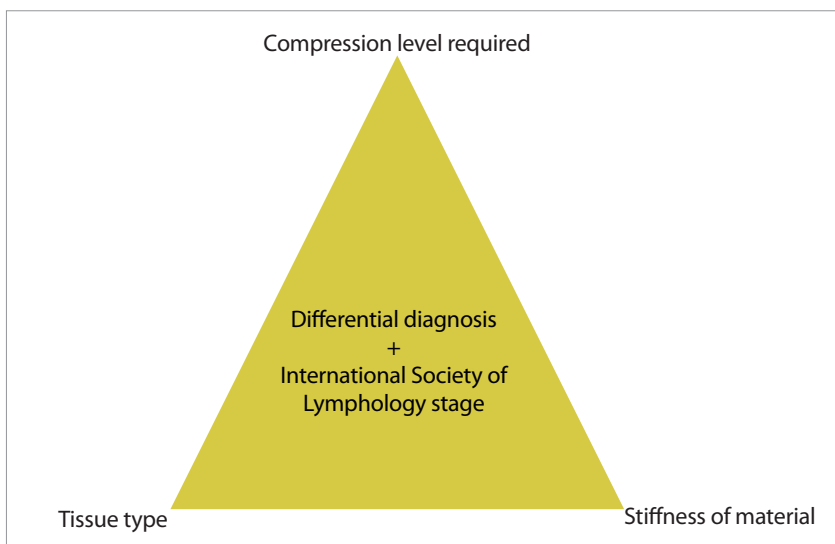 Compression level required
Differential diagnosis
+
International Society of
Lymphology stage
Tissue type
Stiffness of material